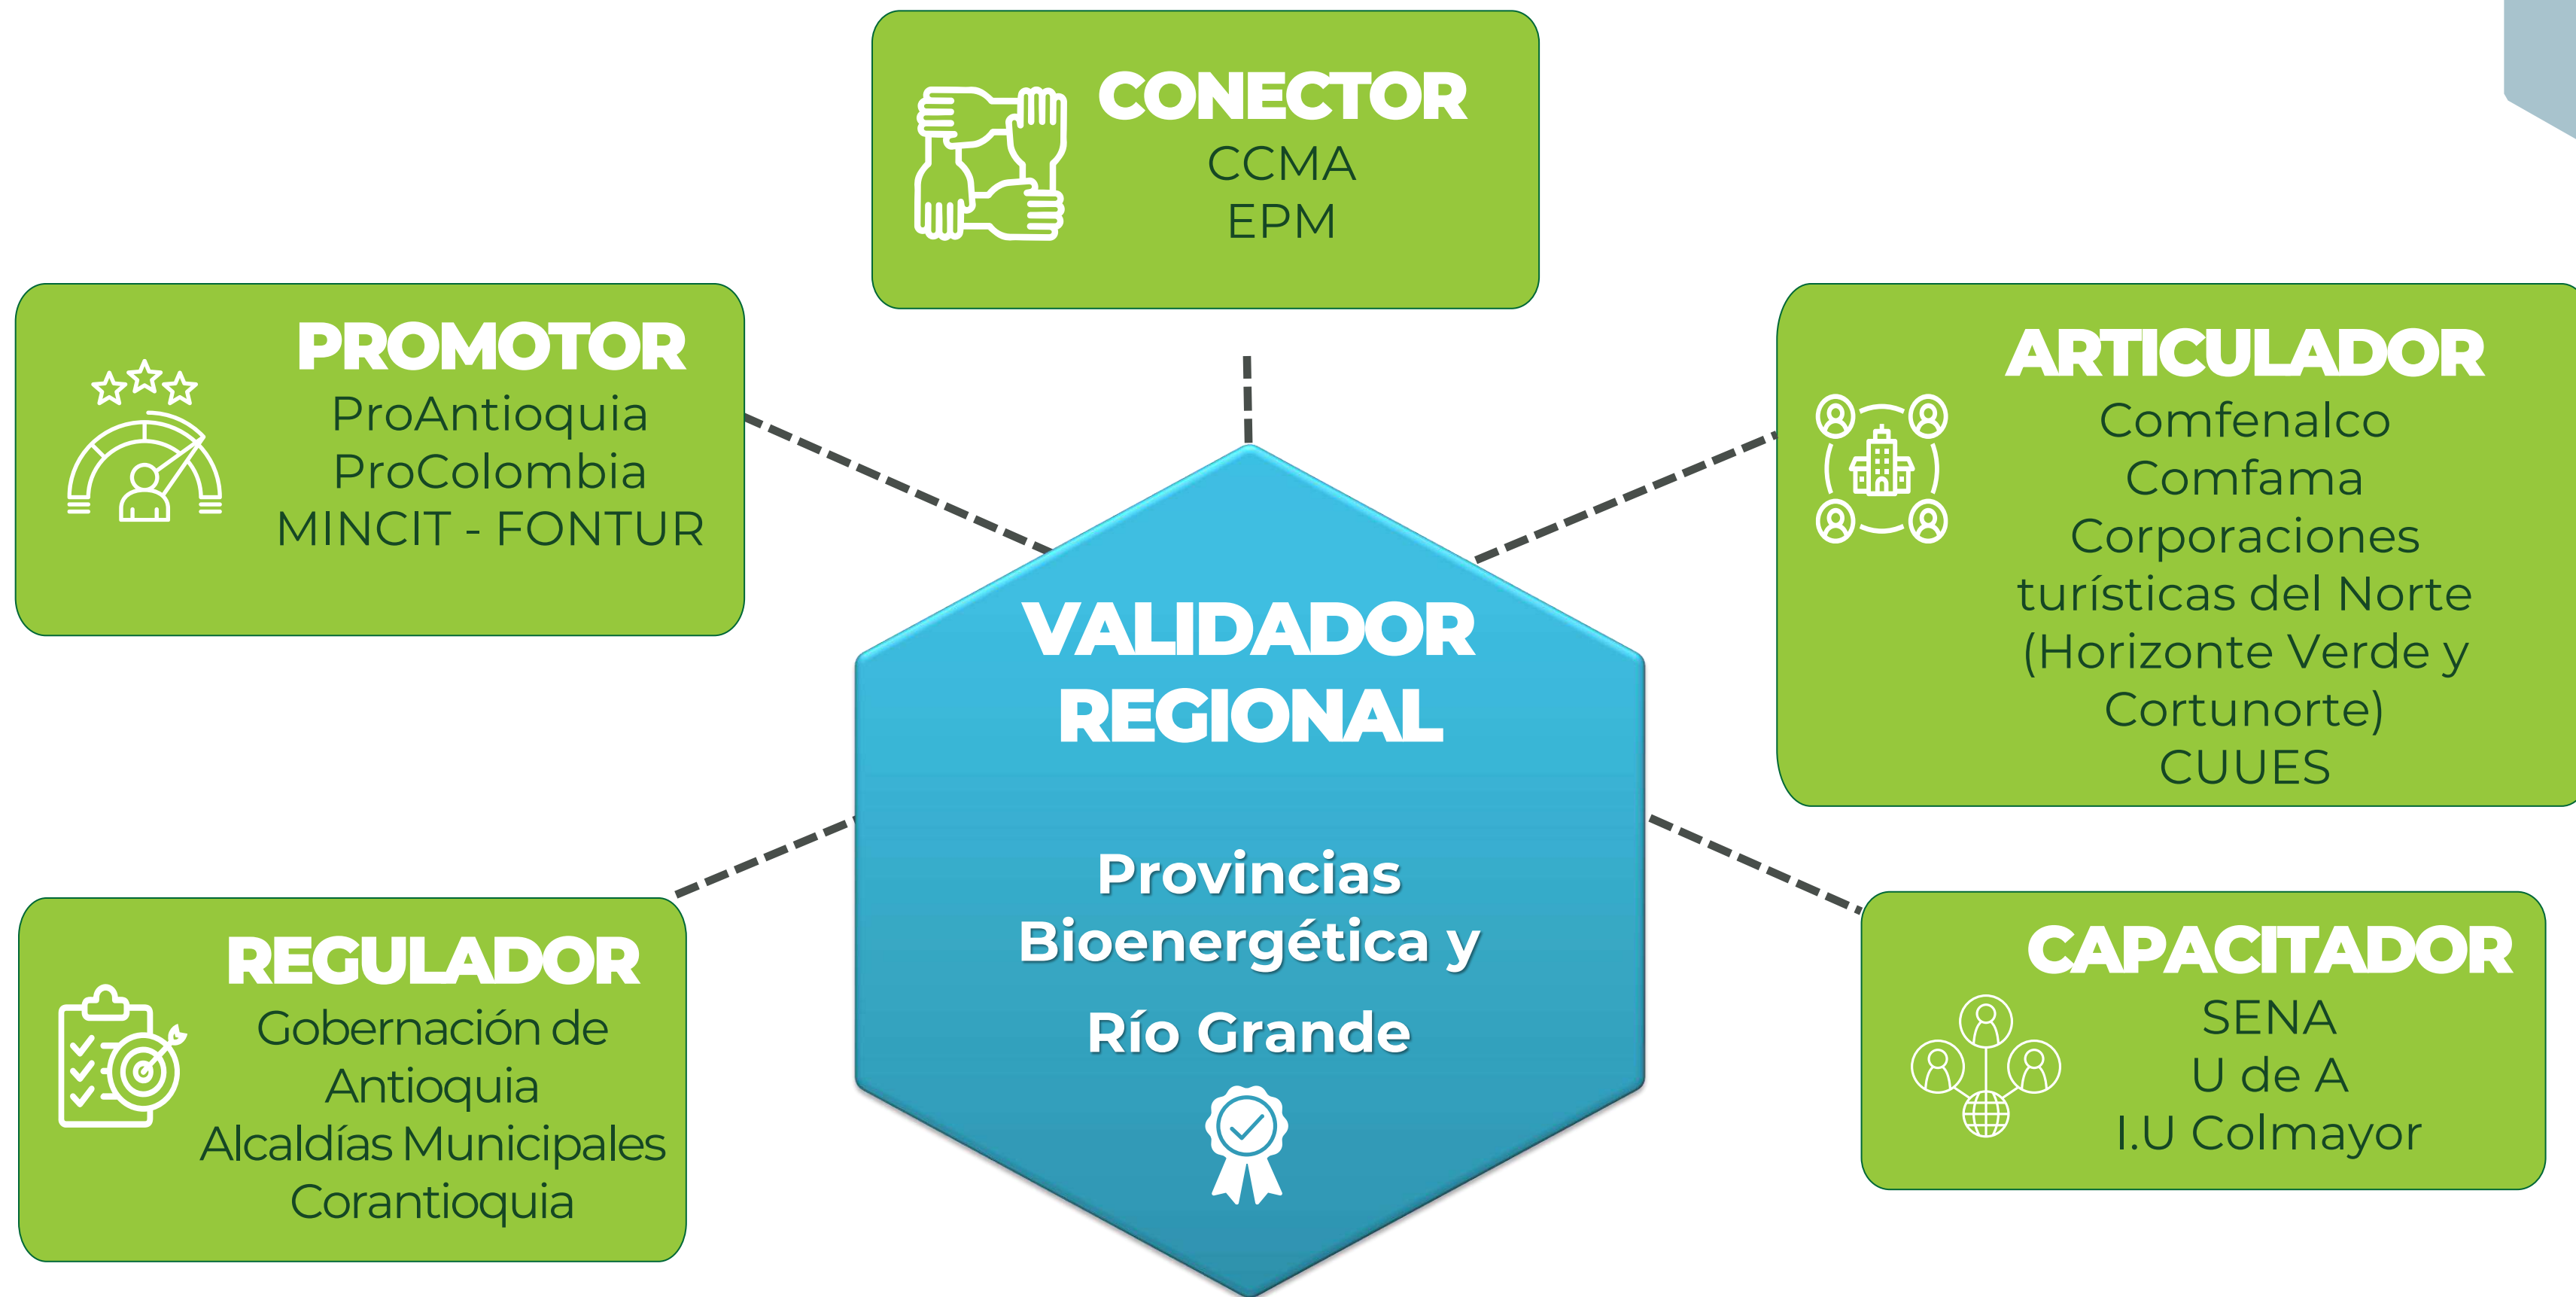 CONECTOR
CCMA
EPM
PROMOTOR
ProAntioquia
ProColombia
MINCIT - FONTUR
ARTICULADOR
Comfenalco
Comfama
Corporaciones
turísticas del Norte
(Horizonte Verde y
Cortunorte)
CUUES
VALIDADOR
REGIONAL
Provincias
Bioenergética y
Río Grande
REGULADOR
Gobernación de
Antioquia
Alcaldías Municipales
Corantioquia
CAPACITADOR
SENA
U de A
I.U Colmayor